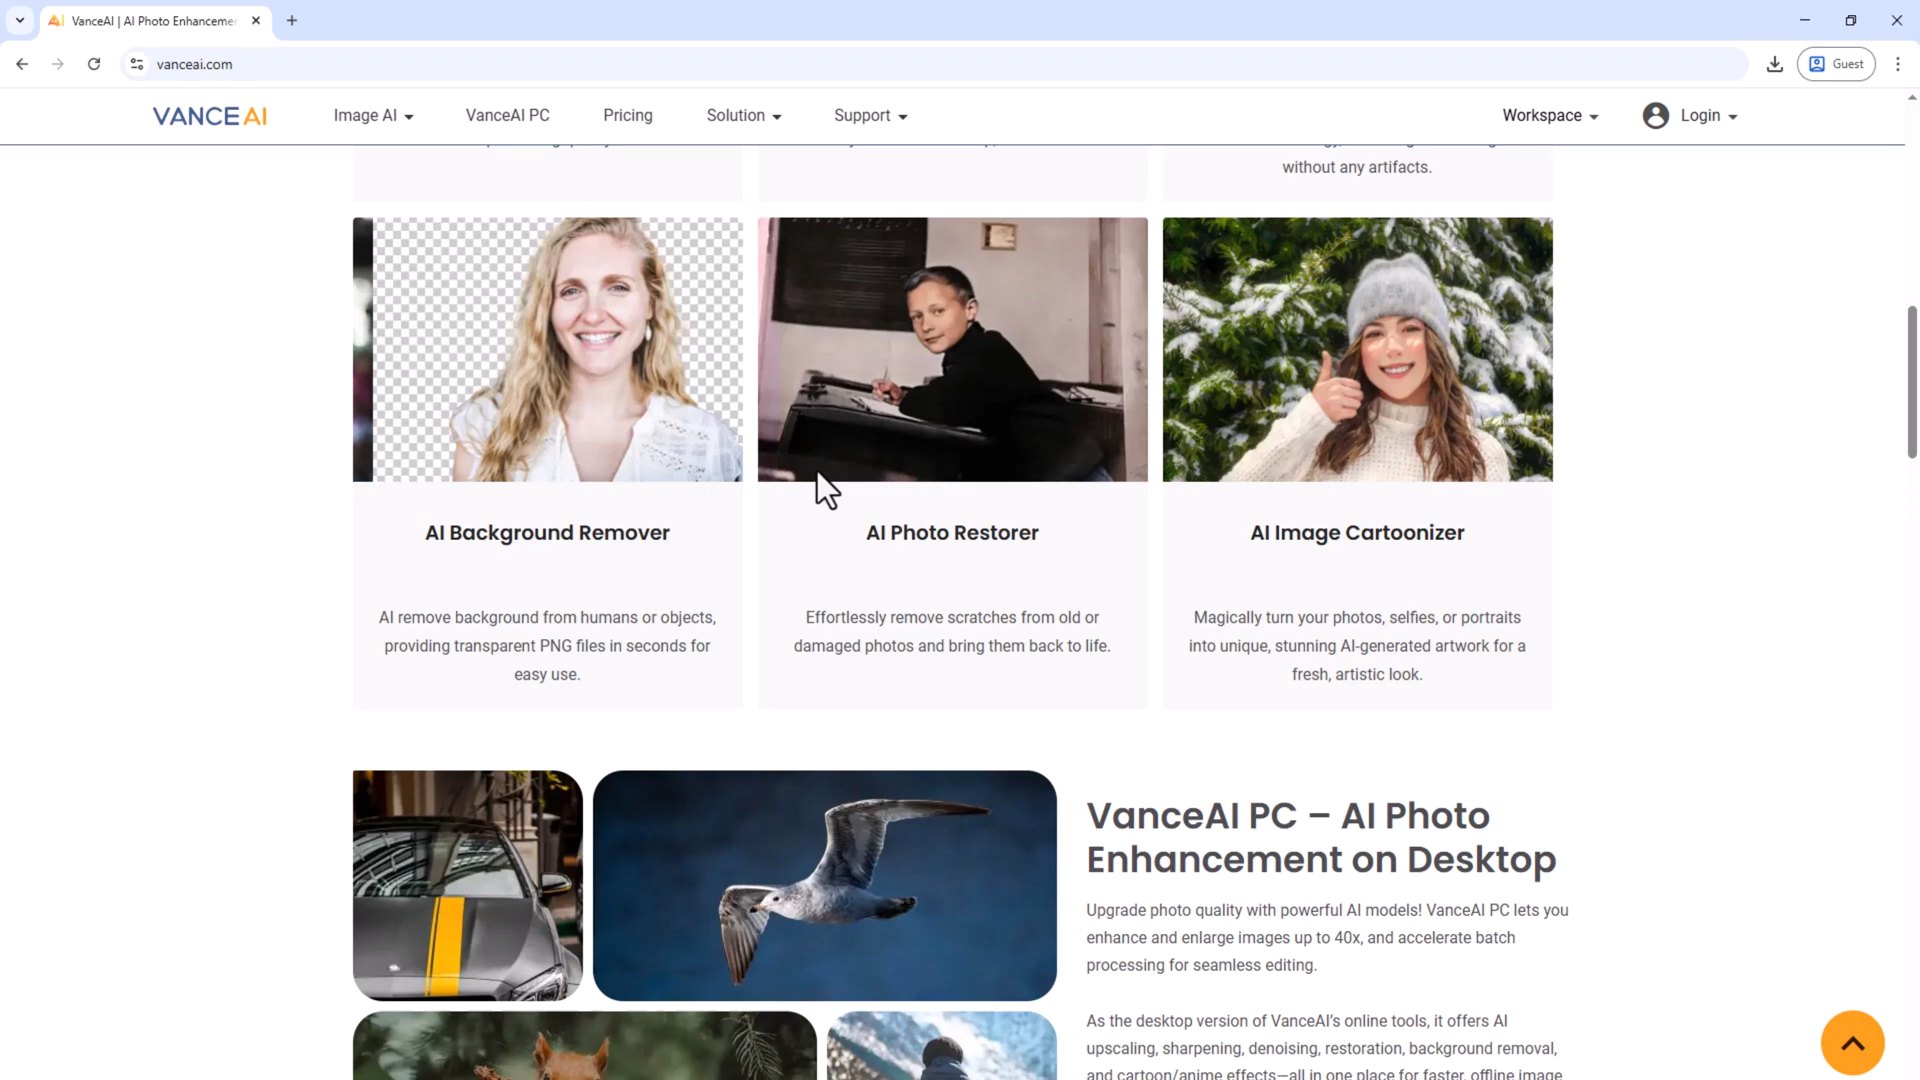 VanceAI | AI Photo Enhancemen
vanceai.com
Guest
VANCE AI
Image AI
VanceAI PC
Pricing
Solution
Support
Workspace
Login
without any artifacts.
AI Background Remover
AI remove background from humans or objects,
providing transparent PNG files in seconds for
easy use.
AI Photo Restorer
Effortlessly remove scratches from old or
damaged photos and bring them back to life.
AI Image Cartoonizer
Magically turn your photos, selfies, or portraits
into unique, stunning AI-generated artwork for a
fresh, artistic look.
VanceAI PC – AI Photo
Enhancement on Desktop
Upgrade photo quality with powerful AI models! VanceAI PC lets you
enhance and enlarge images up to 40x, and accelerate batch
processing for seamless editing.
As the desktop version of VanceAI's online tools, it offers AI
upscaling, sharpening, denoising, restoration, background removal,
and cartoon/anime effects—all in one place for faster, offline image